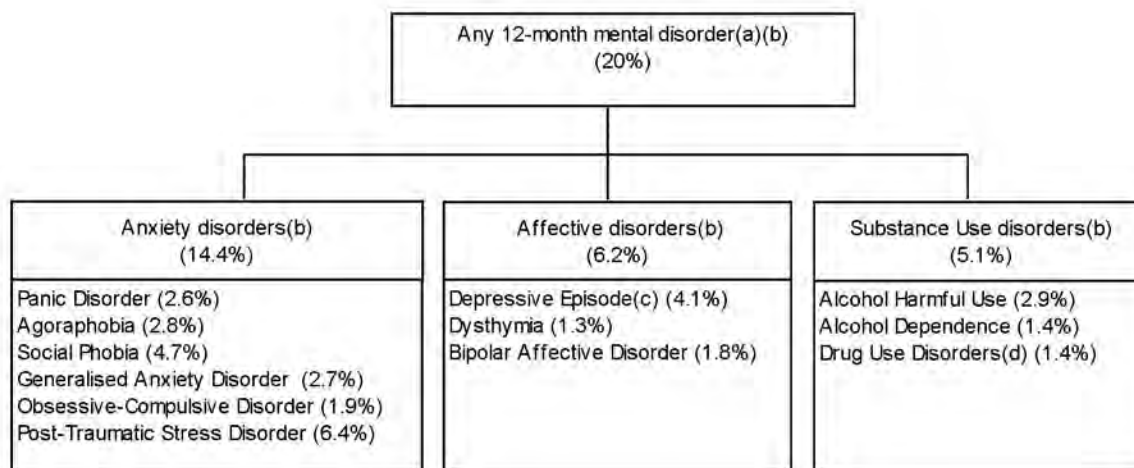 Any 12-month mental disorder(a)(b)
(20%)
Anxiety disorders(b)
(14.4%)
Panic Disorder (2.6%)
Agoraphobia (2.8%)
Social Phobia (4.7%)
Generalised Anxiety Disorder (2.7%)
Obsessive-Compulsive Disorder (1.9%)
Post-Traumatic Stress Disorder (6.4%)
Affective disorders(b)
(6.2%)
Depressive Episode(c) (4.1%)
Dysthymia (1.3%)
Bipolar Affective Disorder (1.8%)
Substance Use disorders(b)
(5.1%)
Alcohol Harmful Use (2.9%)
Alcohol Dependence (1.4%)
Drug Use Disorders(d) (1.4%)